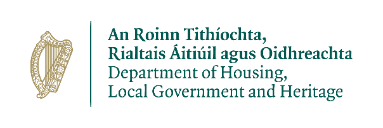 An Roinn Tithíochta,
Rialtais Áitiúil agus Oidhreachta
Department of Housing,
Local Government and Heritage